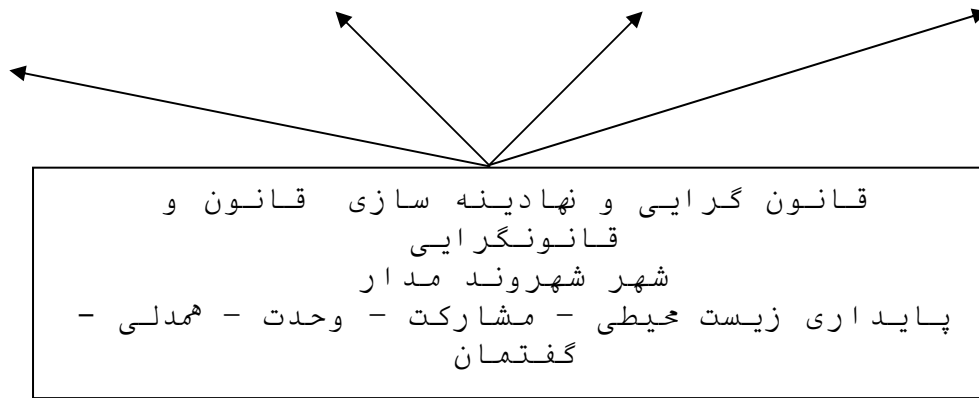 قانون گرایی و نهادینه سازی قانون و
قانونگرایی
شهر شهروند مدار
پایداری زیست محیطی – مشارکت – وحدت – همدلی –
گفتمان